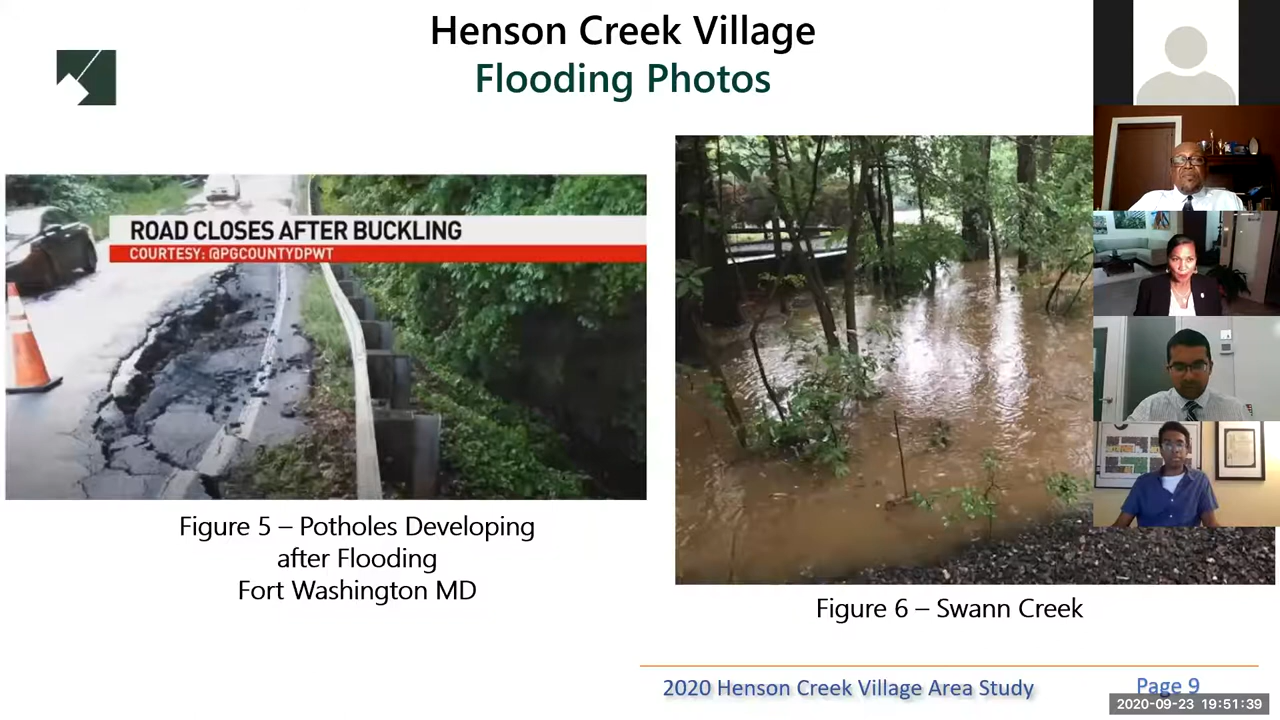 Henson Creek Village
Flooding Photos
ROAD CLOSES AFTER BUCKLING
COURTESY: @PGCOUNTYDPWT
Figure 5 – Potholes Developing
after Flooding
Fort Washington MD
Figure 6 – Swann Creek
2020 Henson Creek Village Area Study
Page 9
2020-09-23 19:51:39